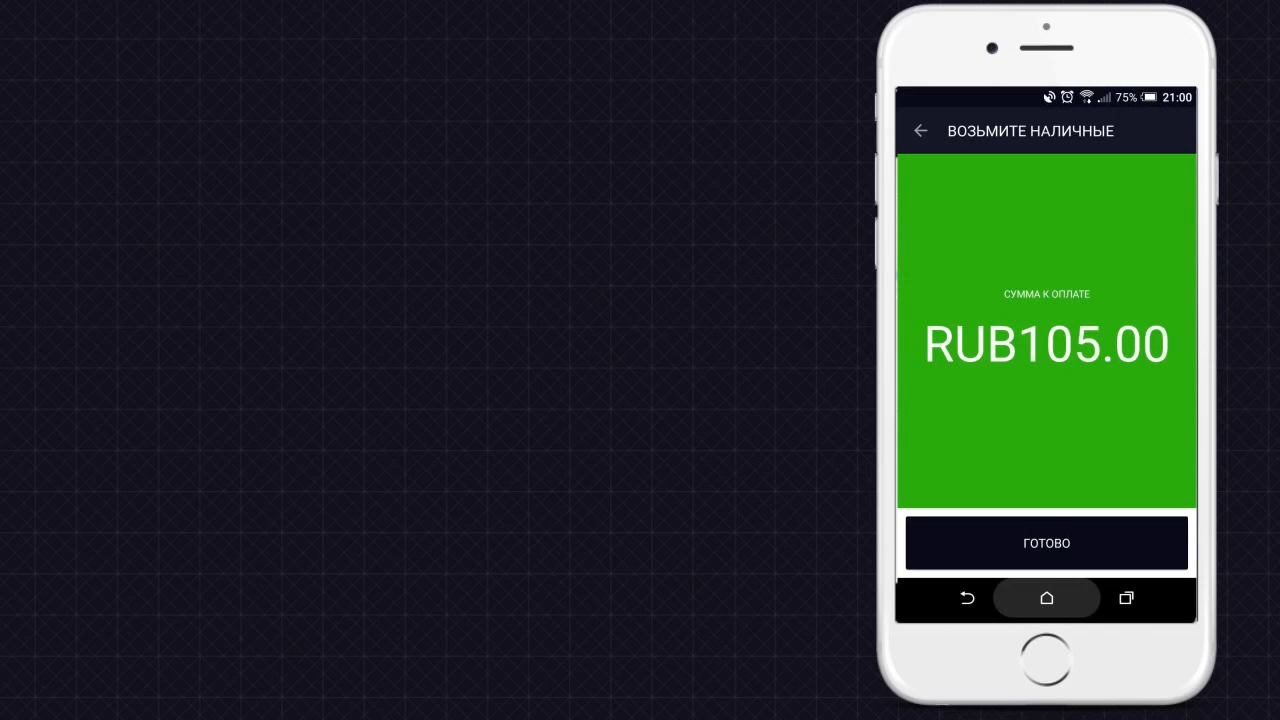 75% 21:00
ВОЗЬМИТЕ НАЛИЧНЫЕ
СУММА К ОПЛАТЕ
RUB105.00
ГОТОВО